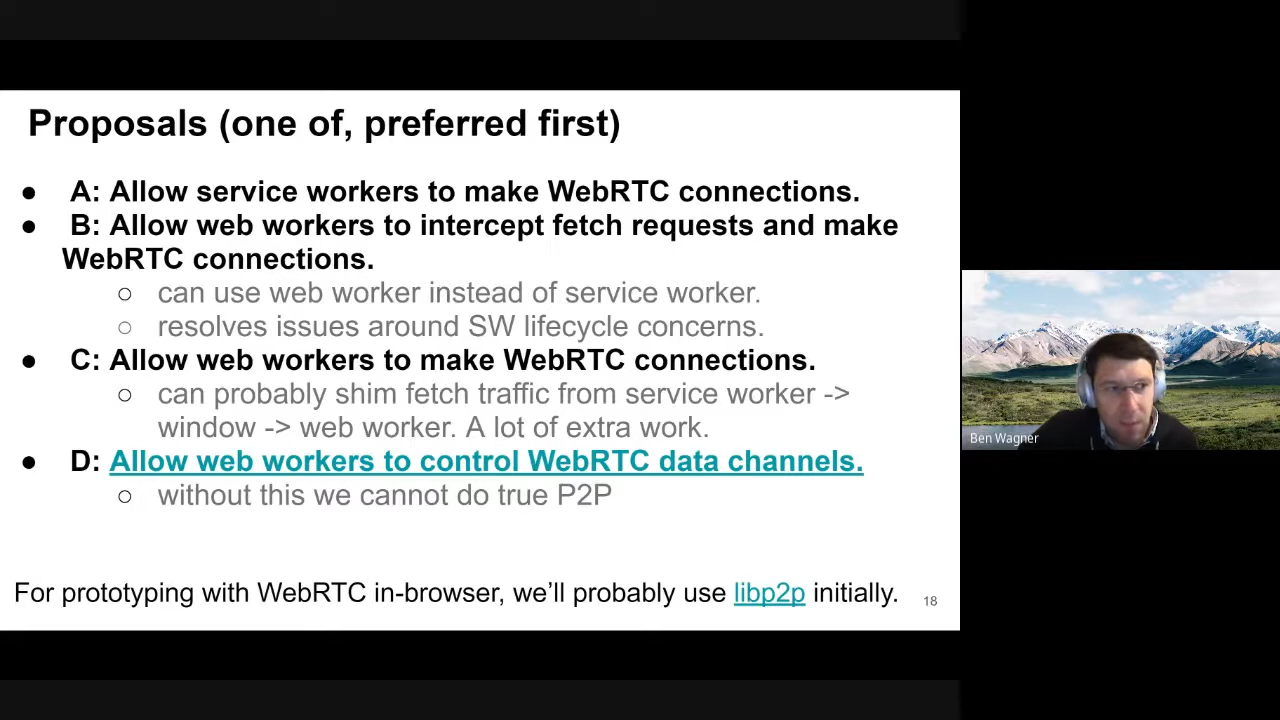 Proposals (one of, preferred first)
● A: Allow service workers to make WebRTC connections.
● B: Allow web workers to intercept fetch requests and make
WebRTC connections.
○ can use web worker instead of service worker.
○ resolves issues around SW lifecycle concerns.
● C: Allow web workers to make WebRTC connections.
○ can probably shim fetch traffic from service worker ->
window -> web worker. A lot of extra work.
● D: Allow web workers to control WebRTC data channels.
○ without this we cannot do true P2P
For prototyping with WebRTC in-browser, we’ll probably use libp2p initially.
18
Ben Wagner